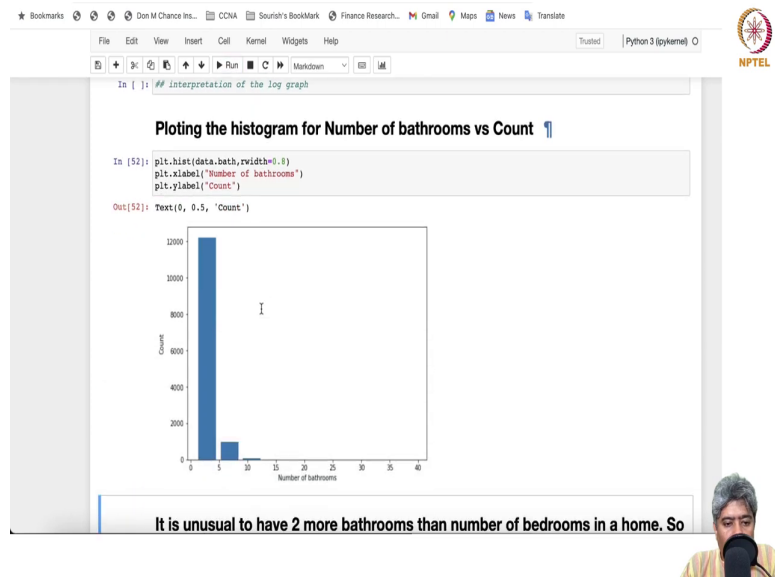 Bookmarks Don M Chance Ins... CCNA Sourish's BookMark Finance Research... Gmail Maps News Translate
NPTEL
File Edit View Insert Cell Kernel Widgets Help Trusted Python 3 (ipykernel)
Run Markdown
In [ ]: ## interpretation of the log graph
Ploting the histogram for Number of bathrooms vs Count ¶
In [52]: plt.hist(data.bath,rwidth=0.8)
plt.xlabel("Number of bathrooms")
plt.ylabel("Count")
Out[52]: Text(0, 0.5, 'Count')
12000
10000
8000
6000
4000
2000
0
Count
0 5 10 15 20 25 30 35 40
Number of bathrooms
It is unusual to have 2 more bathrooms than number of bedrooms in a home. So